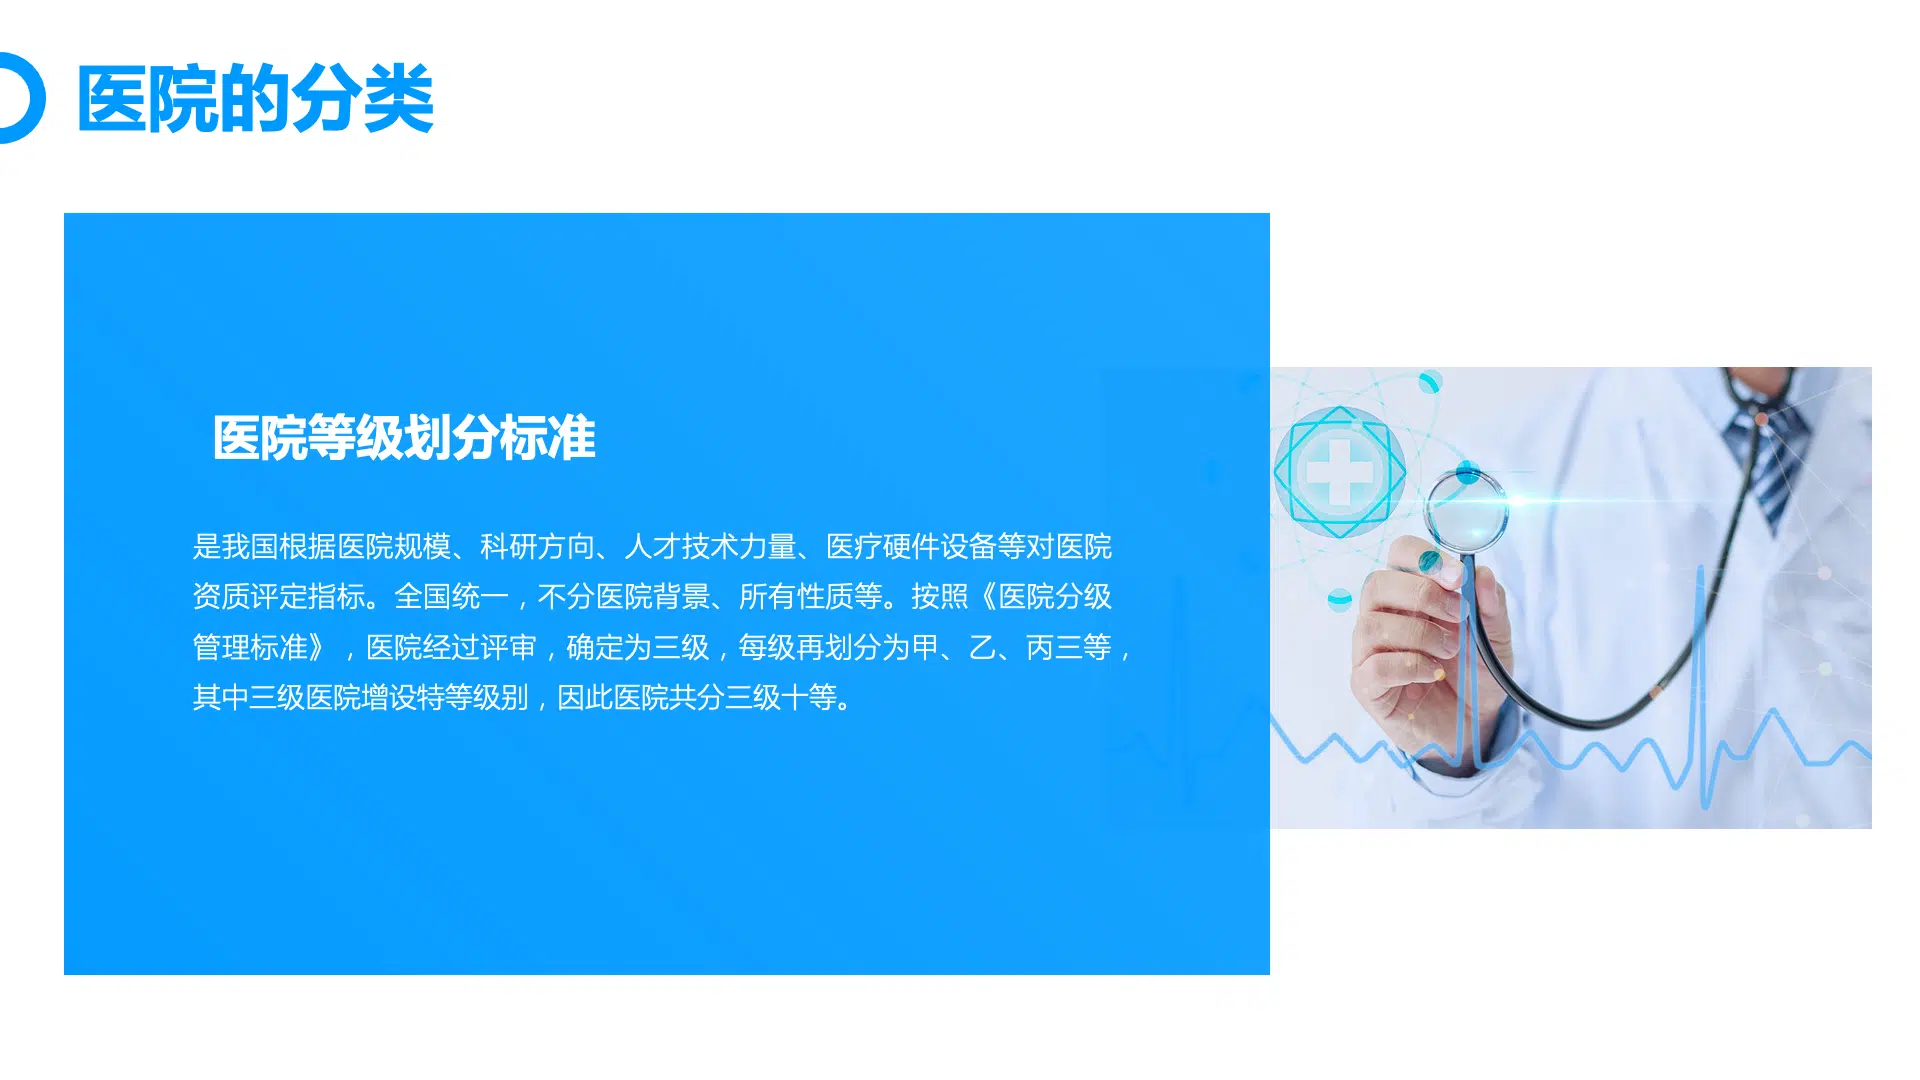 医院的分类
医院等级划分标准
是我国根据医院规模、科研方向、人才技术力量、医疗硬件设备等对医院
资质评定指标。全国统一，不分医院背景、所有性质等。按照《医院分级
管理标准》，医院经过评审，确定为三级，每级再划分为甲、乙、丙三等，
其中三级医院增设特等级别，因此医院共分三级十等。